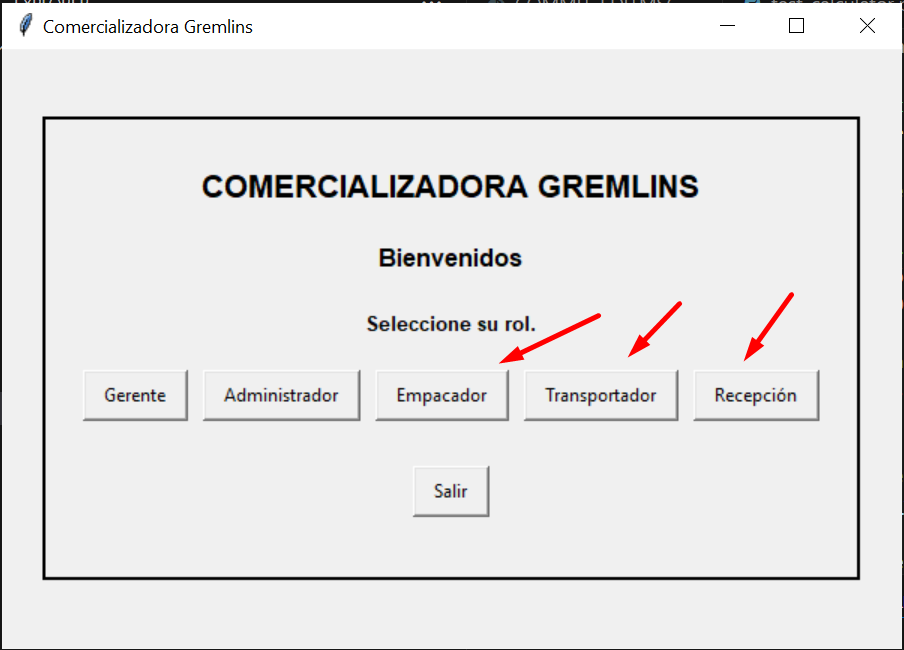 Comercializadora Gremlins
COMERCIALIZADORA GREMLINS
Bienvenidos
Seleccione su rol.
Gerente Administrador Empacador Transportador Recepción
Salir